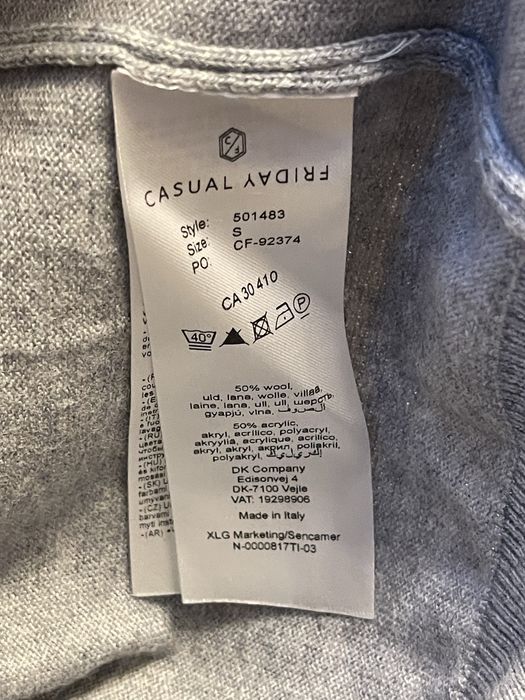 CASUAL FRIDAY
Style: 501483
Size: S
PO: CF-92374
CA 30 410
40°
P
50% wool,
uld, lana, wolle, villaa,
laine, lana, ull, ull, шерсть,
gyapjú, vlna, الصوف
50% acrylic,
akryl, acrilico, polyacryl,
akryylia, acrylique, acrilico,
akryl, akryl, акрил, poliakril,
polyakryl,
DK Company
Edisonvej 4
DK-7100 Vejle
VAT: 19298906
Made in Italy
XLG Marketing/Sencamer
N-0000817TI-03